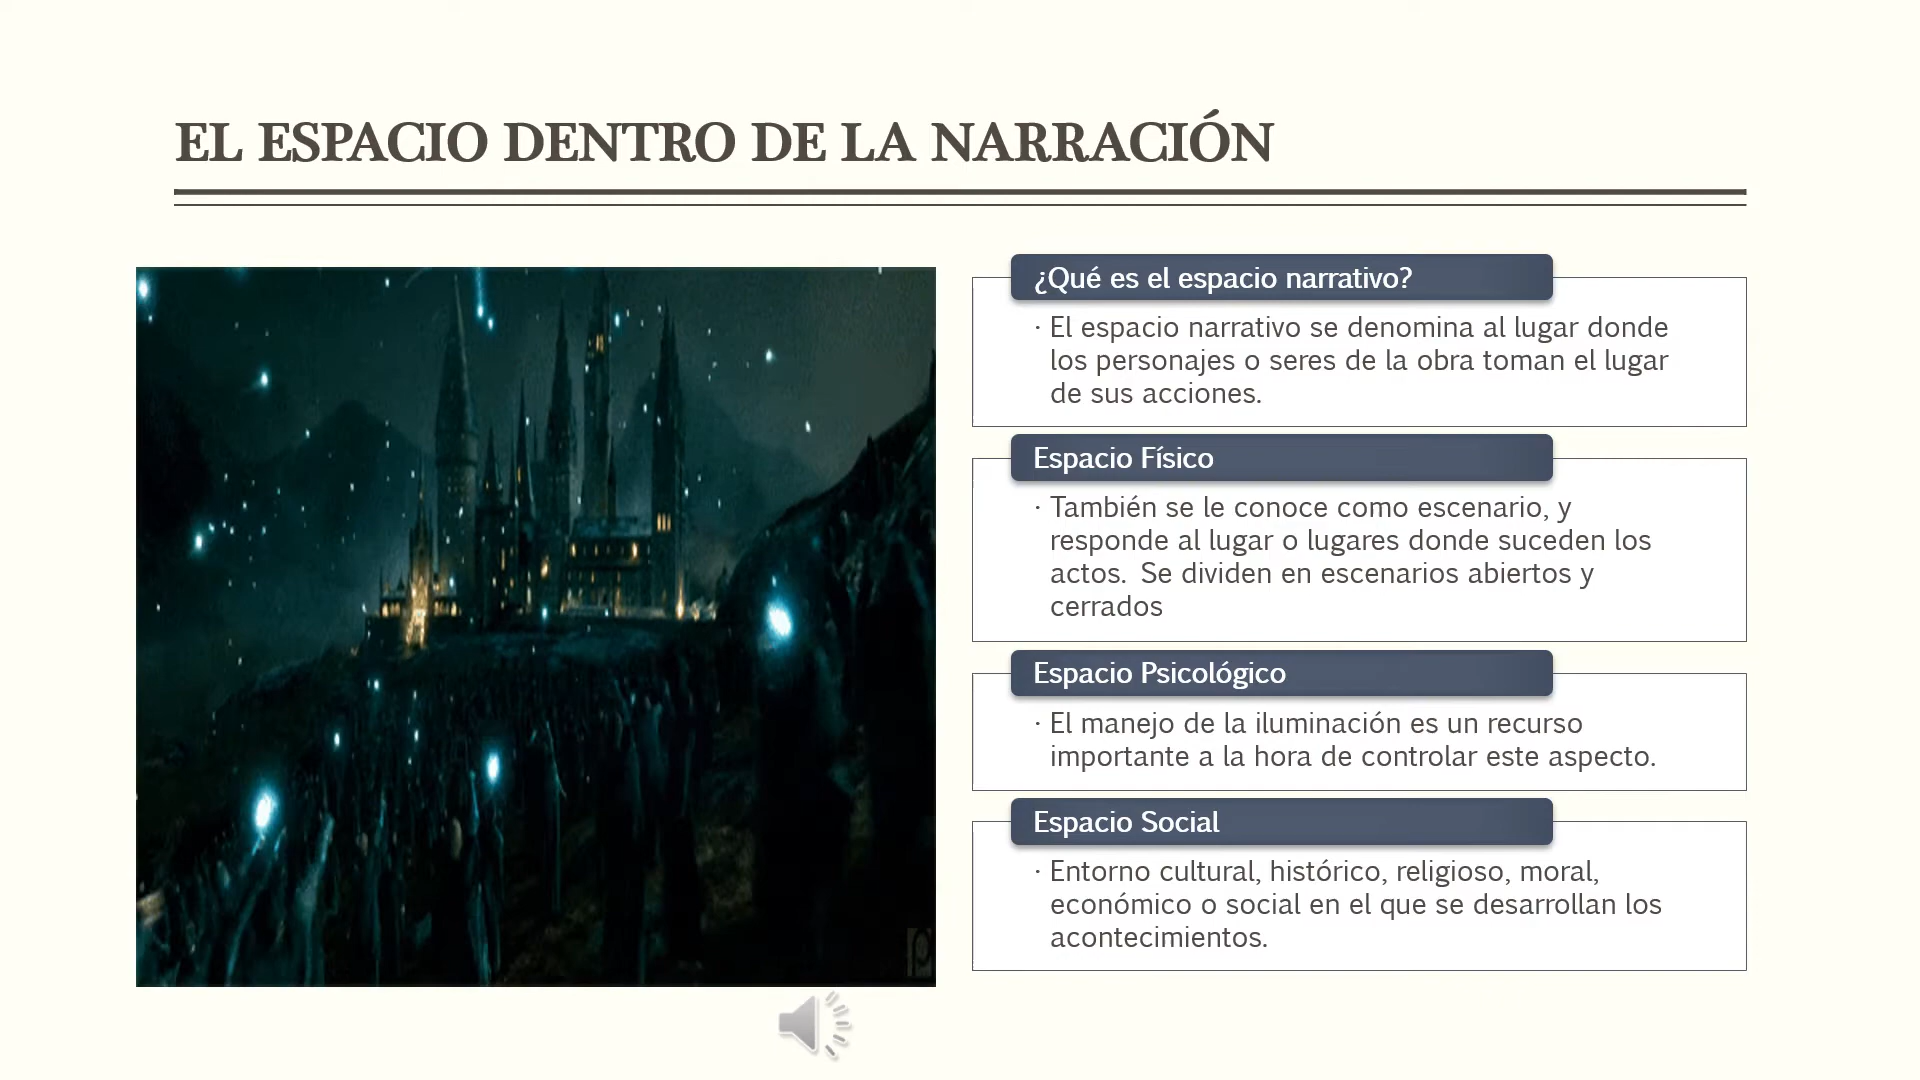 EL ESPACIO DENTRO DE LA NARRACIÓN
¿Qué es el espacio narrativo?
· El espacio narrativo se denomina al lugar donde
los personajes o seres de la obra toman el lugar
de sus acciones.
Espacio Físico
· También se le conoce como escenario, y
responde al lugar o lugares donde suceden los
actos. Se dividen en escenarios abiertos y
cerrados
Espacio Psicológico
· El manejo de la iluminación es un recurso
importante a la hora de controlar este aspecto.
Espacio Social
· Entorno cultural, histórico, religioso, moral,
económico o social en el que se desarrollan los
acontecimientos.